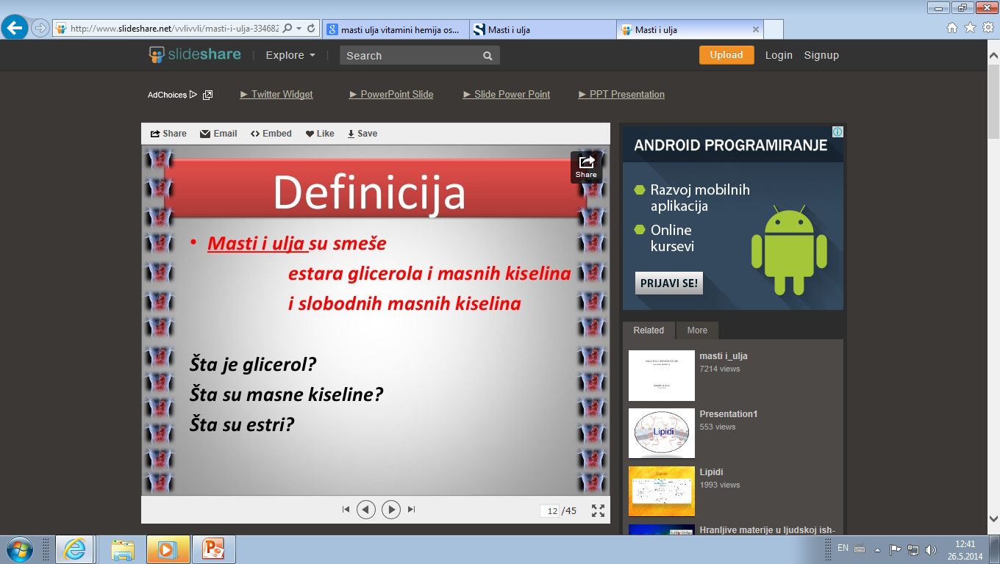 http://www.slideshare.net/vvlivvli/masti-i-ulja-334682
masti ulja vitamini hemija os...
Masti i ulja
Masti i ulja
slideshare
Explore
Search
Upload
Login
Signup
AdChoices
► Twitter Widget
► PowerPoint Slide
► Slide Power Point
► PPT Presentation
Share
Email
Embed
Like
Save
Share
Definicija
• Masti i ulja su smeše
estara glicerola i masnih kiselina
i slobodnih masnih kiselina
Šta je glicerol?
Šta su masne kiseline?
Šta su estri?
12 /45
ANDROID PROGRAMIRANJE
Razvoj mobilnih
aplikacija
Online
kursevi
PRIJAVI SE!
Related
More
masti i_ulja
7214 views
Presentation1
553 views
Lipidi
Lipidi
1993 views
Hranljive materije u ljudskoj ish-
EN
12:41
26.5.2014